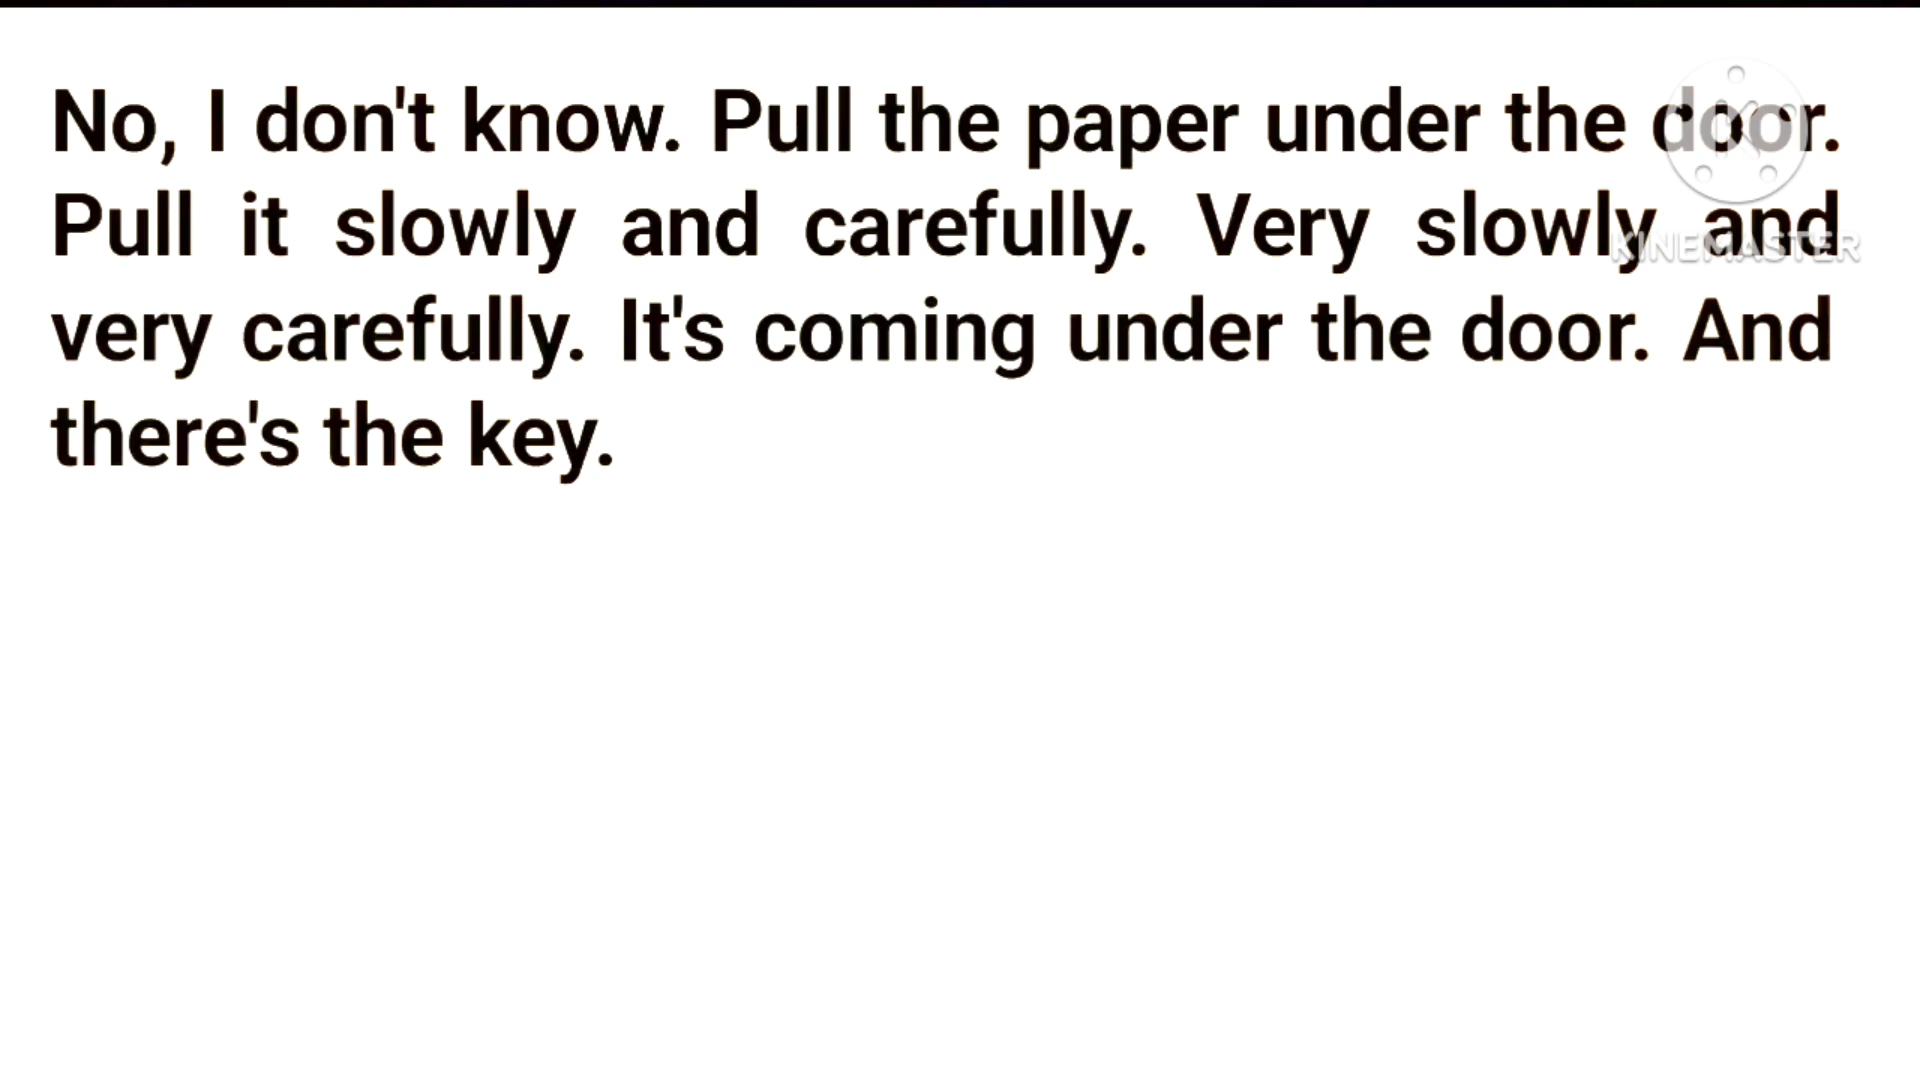 No, I don't know. Pull the paper under the door.
Pull it slowly and carefully. Very slowly and
very carefully. It's coming under the door. And
there's the key.
KINEMASTER